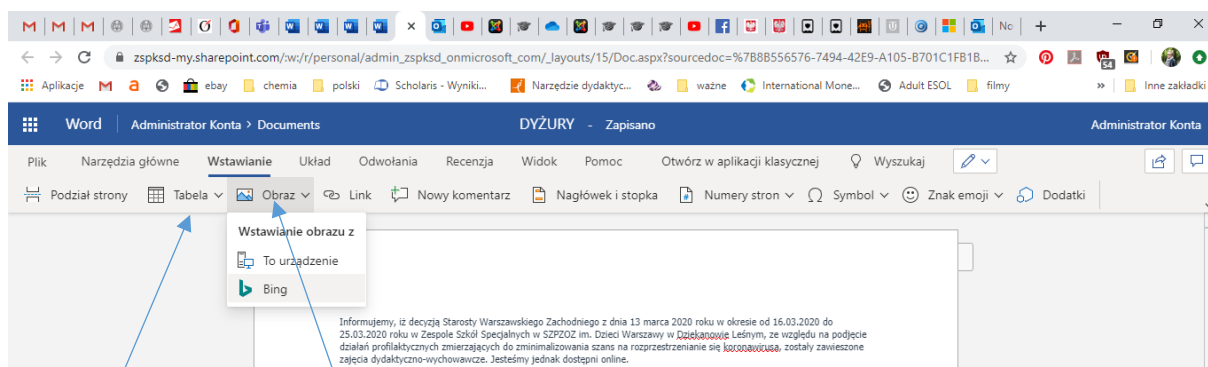 No
zspksd-my.sharepoint.com/:w:/r/personal/admin_zspksd_onmicrosoft_com/_layouts/15/Doc.aspx?sourcedoc=%7B8B556576-7494-42E9-A105-B701C1FB1B...
54
Aplikacje M a ebay chemia polski Scholaris - Wyniki... Narzędzie dydaktyc... ważne International Mone... Adult ESOL filmy » Inne zakładki
Word Administrator Konta > Documents DYŻURY - Zapisano Administrator Konta
Plik Narzędzia główne Wstawianie Układ Odwołania Recenzja Widok Pomoc Otwórz w aplikacji klasycznej Wyszukaj
Podział strony Tabela Obraz Link Nowy komentarz Nagłówek i stopka Numery stron Symbol Znak emoji Dodatki
Wstawianie obrazu z
To urządzenie
Bing
Informujemy, iż decyzją Starosty Warszawskiego Zachodniego z dnia 13 marca 2020 roku w okresie od 16.03.2020 do
25.03.2020 roku w Zespole Szkół Specjalnych w SZPZOZ im. Dzieci Warszawy w Dziekanowie Leśnym, ze względu na podjęcie
działań profilaktycznych zmierzających do zminimalizowania szans na rozprzestrzenianie się koronawirusa, zostały zawieszone
zajęcia dydaktyczno-wychowawcze. Jesteśmy jednak dostępni online.